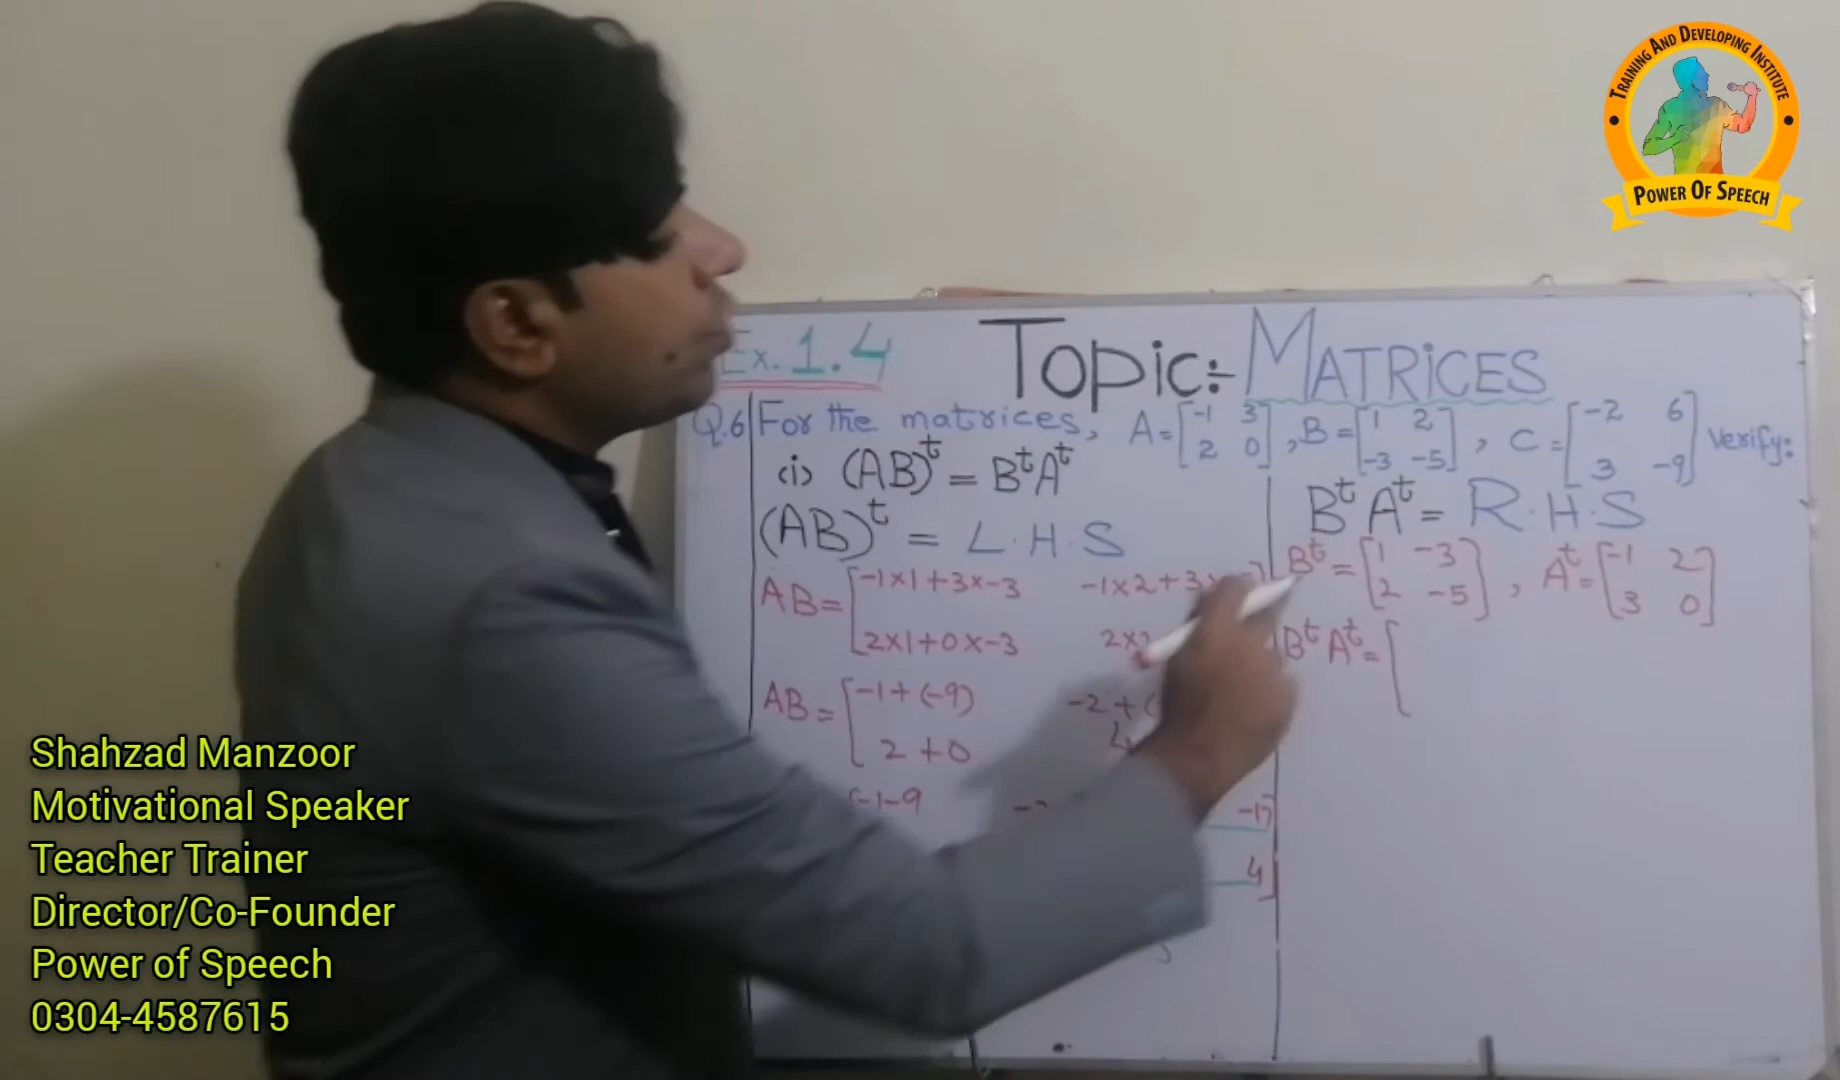 TRAINING AND DEVELOPING INSTITUTE
POWER OF SPEECH
Ex. 1.4
TOPiC:- MATRiCES
Q.6 For the matrices, A = [-1 3
2 0], B = [1 2
-3 -5], C = [-2 6
3 -9] Verify:
(i) (AB)^t = B^t A^t
(AB)^t = L.H.S
AB = [-1×1+3×-3 -1×2+3×
2×1+0×-3 2×
AB = [-1+(-9) -2+(
2+0 4
-1-9 -17]
4]
B^t A^t = R.H.S
B^t = [1 -3
2 -5], A^t = [-1 2
3 0]
B^t A^t = [
Shahzad Manzoor
Motivational Speaker
Teacher Trainer
Director/Co-Founder
Power of Speech
0304-4587615